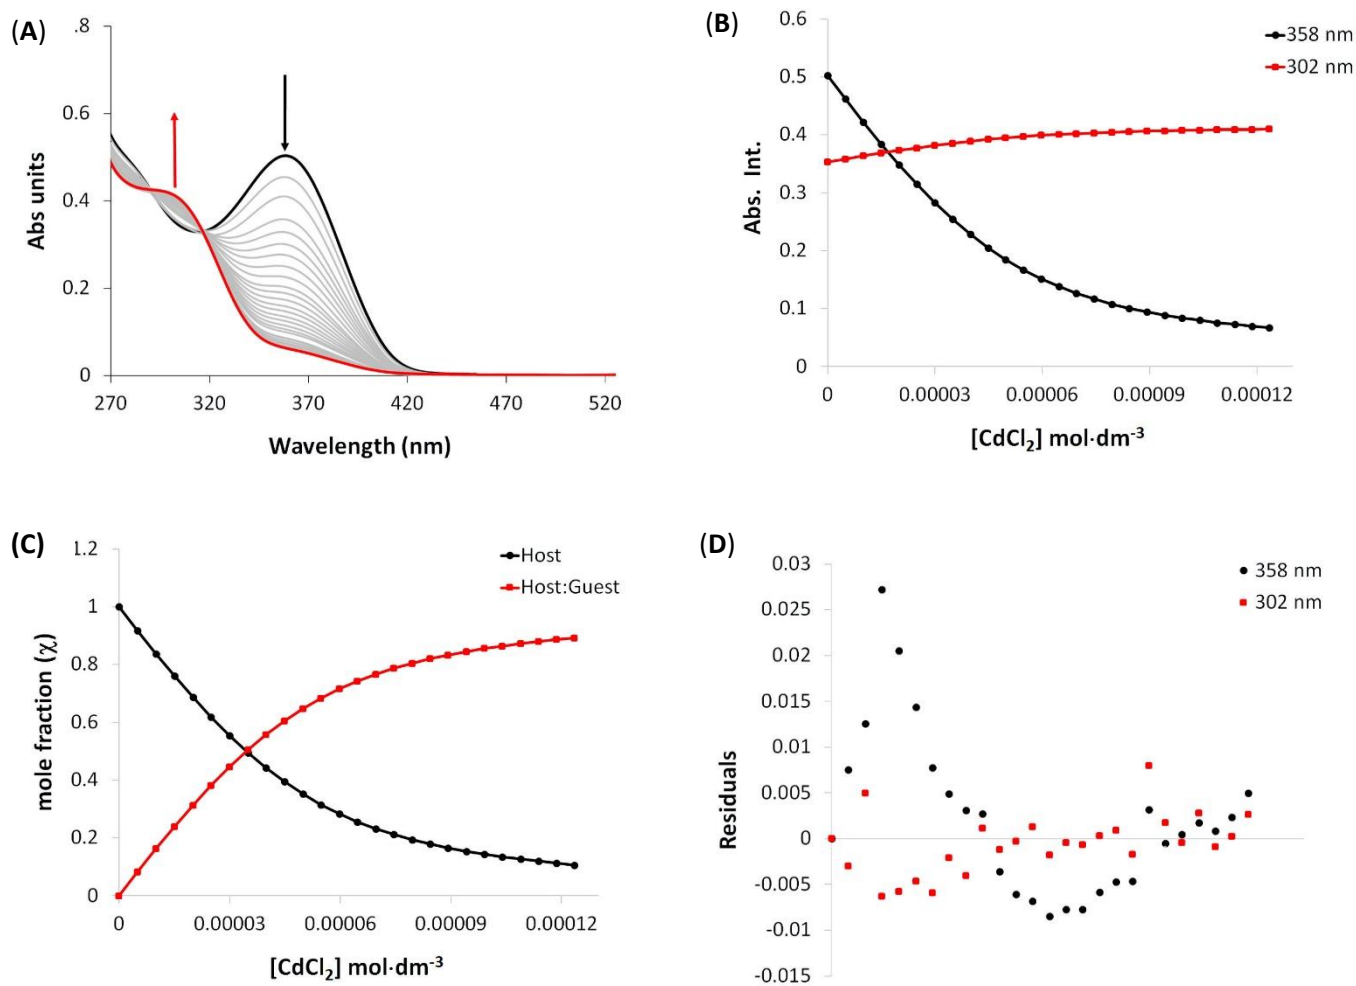 (A)
.8
0.6
0.4
0.2
0
270 320 370 420 470 520
Abs units
Wavelength (nm)
(B)
0.6
0.5
0.4
0.3
0.2
0.1
0
0 0.00003 0.00006 0.00009 0.00012
Abs. Int.
[CdCl₂] mol·dm⁻³
358 nm
302 nm
(C)
1.2
1
0.8
0.6
0.4
0.2
0
0 0.00003 0.00006 0.00009 0.00012
mole fraction (χ)
[CdCl₂] mol·dm⁻³
Host
Host:Guest
(D)
0.03
0.025
0.02
0.015
0.01
0.005
0
-0.005
-0.01
-0.015
Residuals
358 nm
302 nm